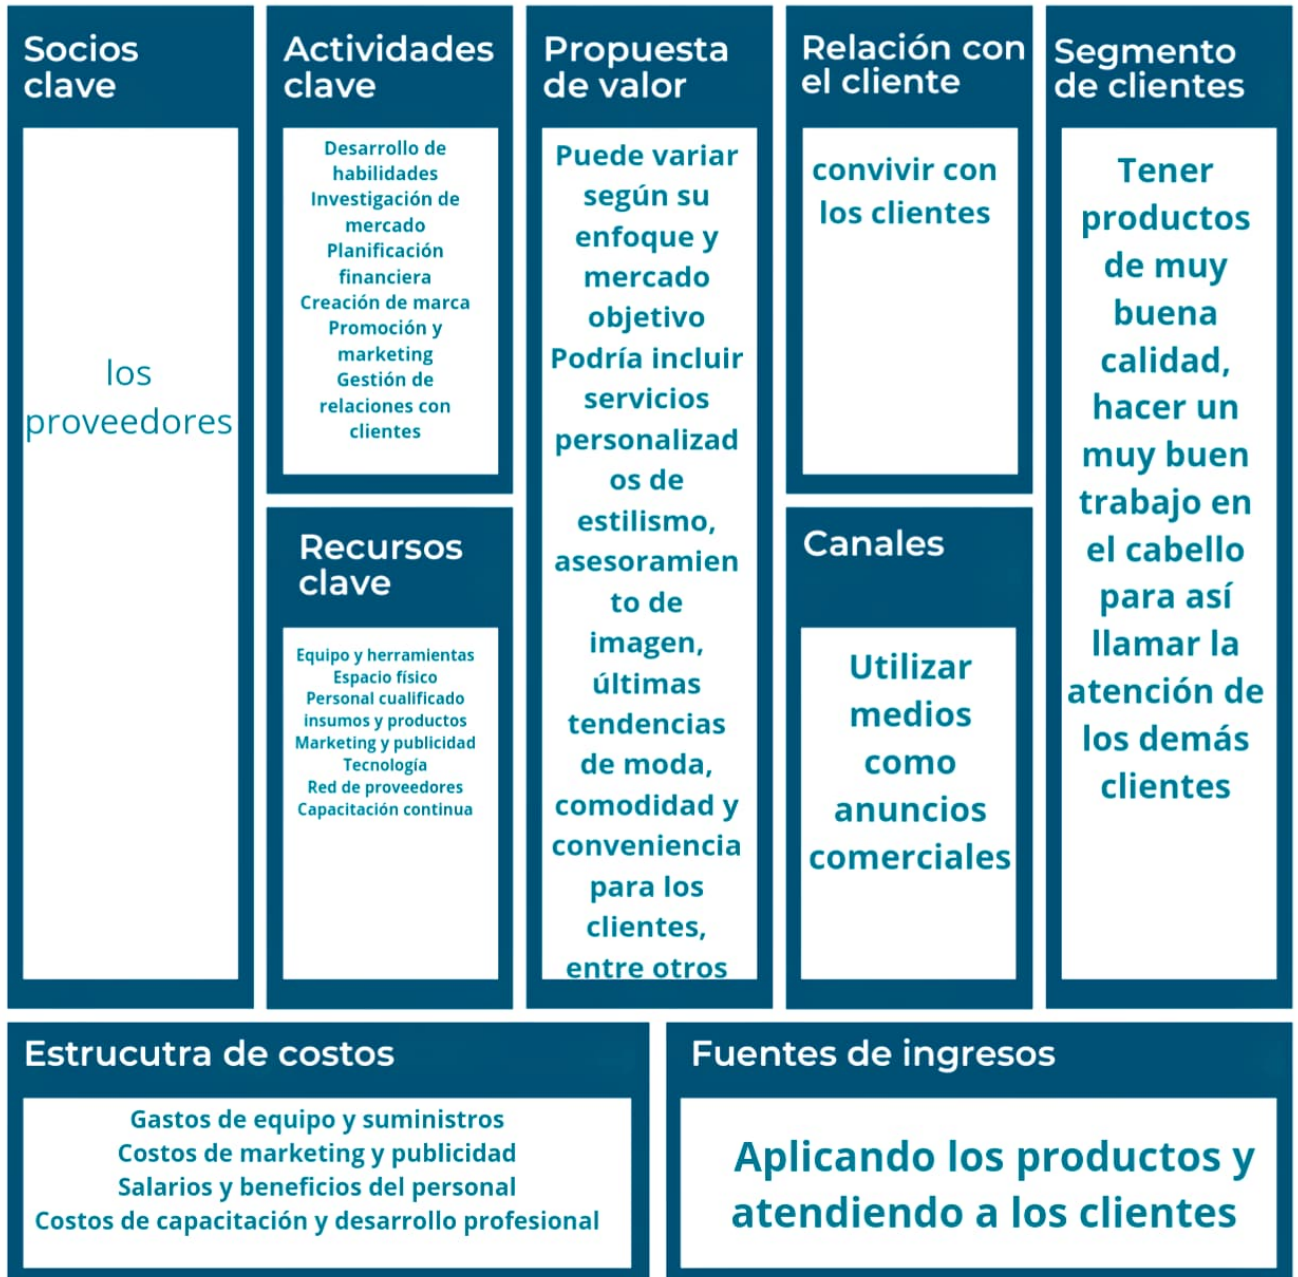 Socios
clave
los
proveedores
Actividades
clave
Desarrollo de
habilidades
Investigación de
mercado
Planificación
financiera
Creación de marca
Promoción y
marketing
Gestión de
relaciones con
clientes
Recursos
clave
Equipo y herramientas
Espacio físico
Personal cualificado
insumos y productos
Marketing y publicidad
Tecnología
Red de proveedores
Capacitación continua
Propuesta
de valor
Puede variar
según su
enfoque y
mercado
objetivo
Podría incluir
servicios
personalizad
os de
estilismo,
asesoramien
to de
imagen,
últimas
tendencias
de moda,
comodidad y
conveniencia
para los
clientes,
entre otros
Relación con
el cliente
convivir con
los clientes
Canales
Utilizar
medios
como
anuncios
comerciales
Segmento
de clientes
Tener
productos
de muy
buena
calidad,
hacer un
muy buen
trabajo en
el cabello
para así
llamar la
atención de
los demás
clientes
Estrucutra de costos
Gastos de equipo y suministros
Costos de marketing y publicidad
Salarios y beneficios del personal
Costos de capacitación y desarrollo profesional
Fuentes de ingresos
Aplicando los productos y
atendiendo a los clientes